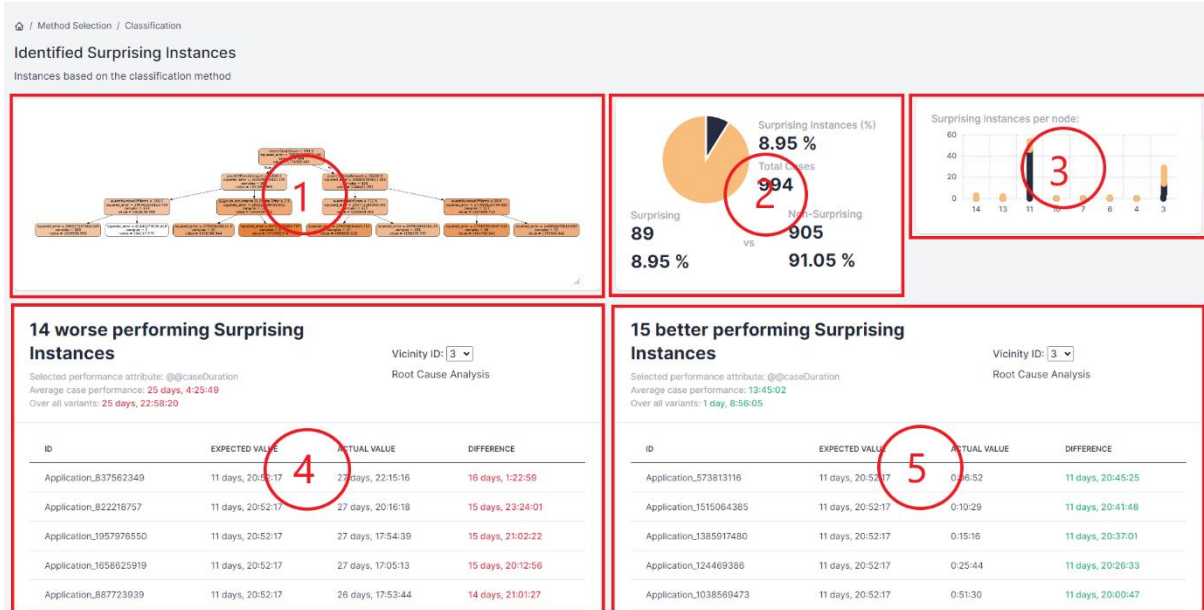 / Method Selection / Classification
Identified Surprising Instances
Instances based on the classification method
1
Surprising Instances (%)
8.95 %
Total Cases
994
2
Surprising
89
8.95 %
vs
Non-Surprising
905
91.05 %
Surprising instances per node:
60
40
20
0
3
14 13 11 10 7 6 4 3
14 worse performing Surprising
Instances
Vicinity ID: 3
Root Cause Analysis
Selected performance attribute: @@caseDuration
Average case performance: 25 days, 4:25:49
Over all variants: 25 days, 22:58:20
4
ID EXPECTED VALUE ACTUAL VALUE DIFFERENCE
Application_837562349 11 days, 20:52:17 27 days, 22:15:16 16 days, 1:22:59
Application_822218757 11 days, 20:52:17 27 days, 20:16:18 15 days, 23:24:01
Application_1957976550 11 days, 20:52:17 27 days, 17:54:39 15 days, 21:02:22
Application_1658625919 11 days, 20:52:17 27 days, 17:05:13 15 days, 20:12:56
Application_887723939 11 days, 20:52:17 26 days, 17:53:44 14 days, 21:01:27
15 better performing Surprising
Instances
Vicinity ID: 3
Root Cause Analysis
Selected performance attribute: @@caseDuration
Average case performance: 13:45:02
Over all variants: 1 day, 8:56:05
5
ID EXPECTED VALUE ACTUAL VALUE DIFFERENCE
Application_573813116 11 days, 20:52:17 0:06:52 11 days, 20:45:25
Application_1515064385 11 days, 20:52:17 0:10:29 11 days, 20:41:48
Application_1385917480 11 days, 20:52:17 0:15:16 11 days, 20:37:01
Application_124469386 11 days, 20:52:17 0:25:44 11 days, 20:26:33
Application_1038569473 11 days, 20:52:17 0:51:30 11 days, 20:00:47